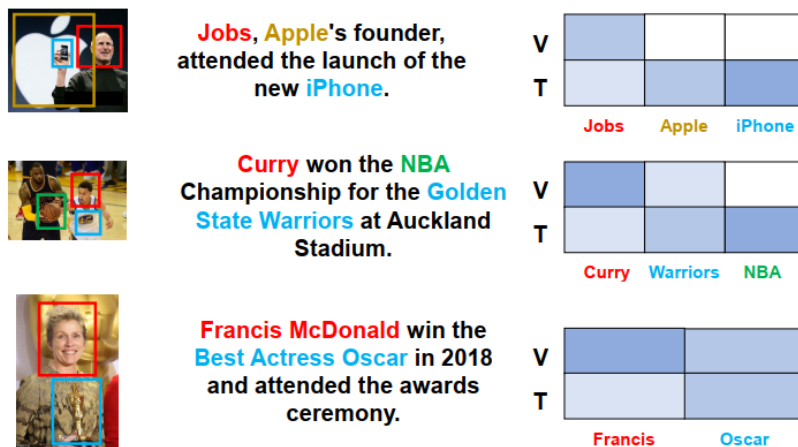 Jobs, Apple's founder,
attended the launch of the
new iPhone.
V
T
Jobs Apple iPhone
Curry won the NBA
Championship for the Golden
State Warriors at Auckland
Stadium.
V
T
Curry Warriors NBA
Francis McDonald win the
Best Actress Oscar in 2018
and attended the awards
ceremony.
V
T
Francis Oscar